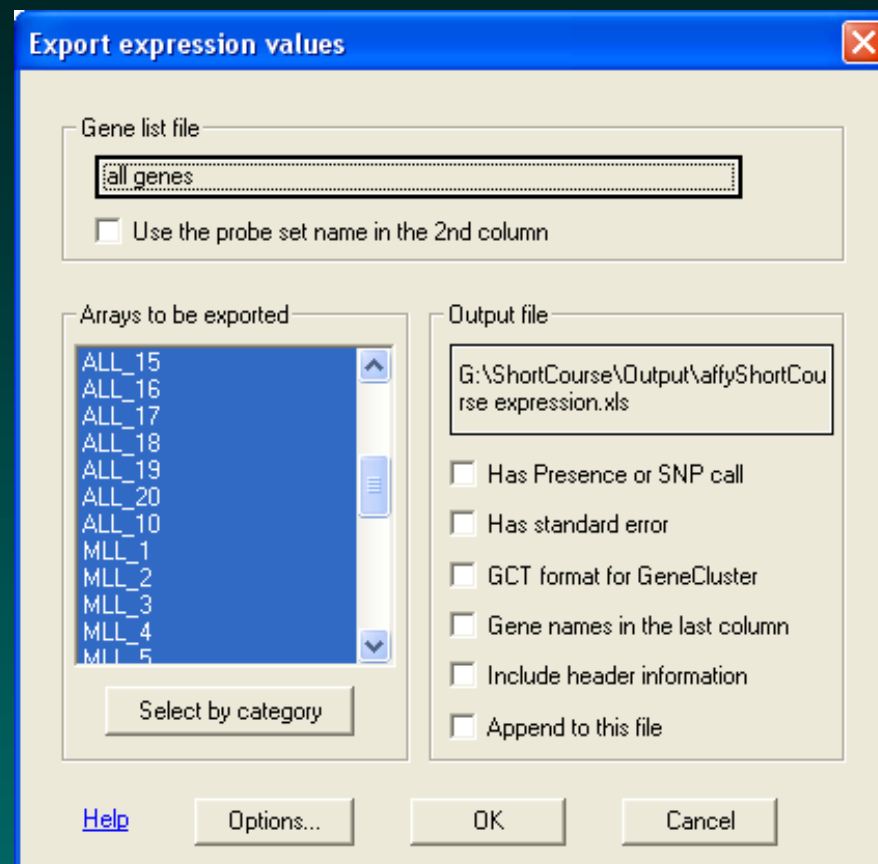 Export expression values
Gene list file
all genes
Use the probe set name in the 2nd column
Arrays to be exported
ALL_15
ALL_16
ALL_17
ALL_18
ALL_19
ALL_20
ALL_10
MLL_1
MLL_2
MLL_3
MLL_4
MLL_5
Select by category
Output file
G:\ShortCourse\Output\affyShortCou
rse expression.xls
Has Presence or SNP call
Has standard error
GCT format for GeneCluster
Gene names in the last column
Include header information
Append to this file
Help
Options...
OK
Cancel